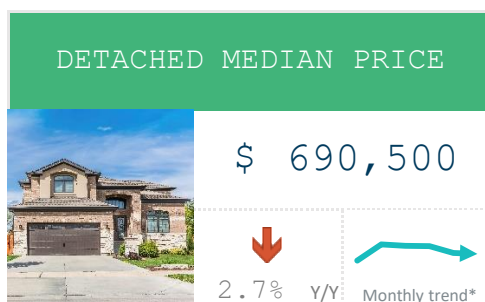 DETACHED MEDIAN PRICE
$ 690,500
2.7% Y/Y
Monthly trend*